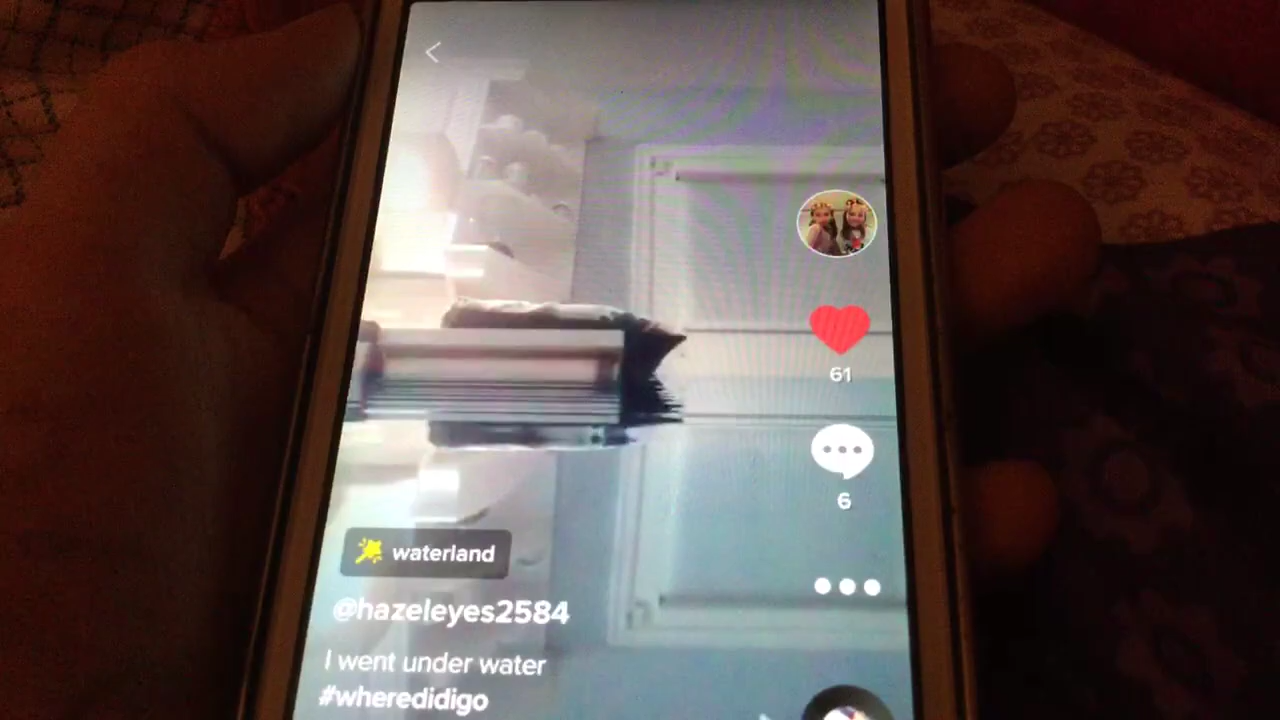 61
6
waterland
@hazeleyes2584
I went under water
#wheredidigo